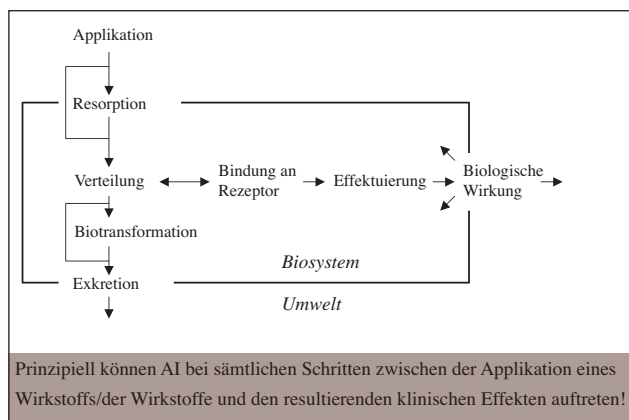 Applikation
Resorption
Verteilung
Bindung an
Rezeptor
Effektuierung
Biologische
Wirkung
Biotransformation
Exkretion
Biosystem
Umwelt
Prinzipiell können AI bei sämtlichen Schritten zwischen der Applikation eines
Wirkstoffs/der Wirkstoffe und den resultierenden klinischen Effekten auftreten!